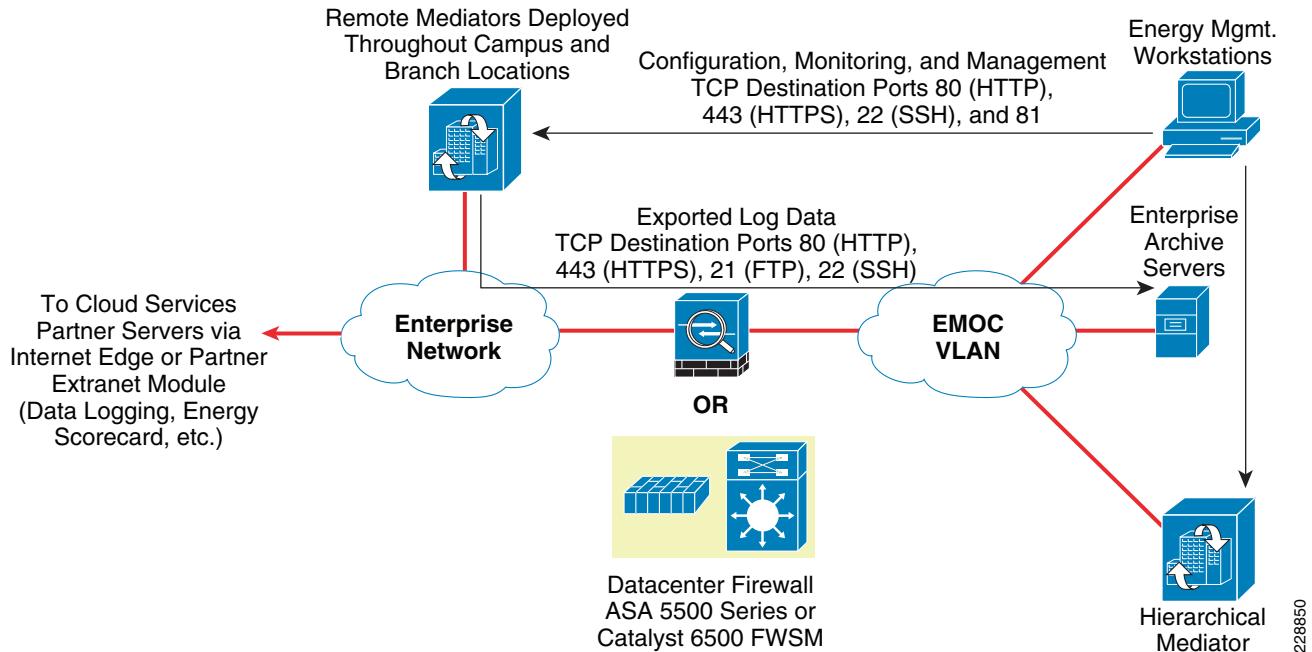 Remote Mediators Deployed
Throughout Campus and
Branch Locations
Energy Mgmt.
Workstations
Configuration, Monitoring, and Management
TCP Destination Ports 80 (HTTP),
443 (HTTPS), 22 (SSH), and 81
Exported Log Data
TCP Destination Ports 80 (HTTP),
443 (HTTPS), 21 (FTP), 22 (SSH)
Enterprise
Archive
Servers
To Cloud Services
Partner Servers via
Internet Edge or Partner
Extranet Module
(Data Logging, Energy
Scorecard, etc.)
Enterprise
Network
EMOC
VLAN
OR
Datacenter Firewall
ASA 5500 Series or
Catalyst 6500 FWSM
Hierarchical
Mediator
228850